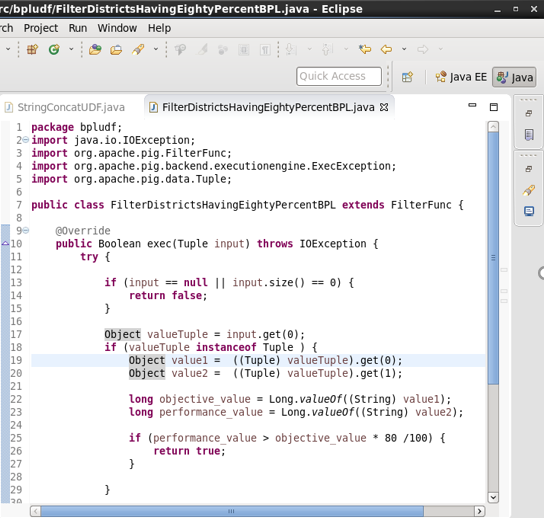 rc/bpludf/FilterDistrictsHavingEightyPercentBPL.java - Eclipse
rch Project Run Window Help
Quick Access
Java EE
Java
StringConcatUDF.java
FilterDistrictsHavingEightyPercentBPL.java
1 package bpludf;
2 import java.io.IOException;
3 import org.apache.pig.FilterFunc;
4 import org.apache.pig.backend.executionengine.ExecException;
5 import org.apache.pig.data.Tuple;
6
7 public class FilterDistrictsHavingEightyPercentBPL extends FilterFunc {
8
9 @Override
10 public Boolean exec(Tuple input) throws IOException {
11 try {
12
13 if (input == null || input.size() == 0) {
14 return false;
15 }
16
17 Object valueTuple = input.get(0);
18 if (valueTuple instanceof Tuple ) {
19 Object value1 = ((Tuple) valueTuple).get(0);
20 Object value2 = ((Tuple) valueTuple).get(1);
21
22 long objective_value = Long.valueOf((String) value1);
23 long performance_value = Long.valueOf((String) value2);
24
25 if (performance_value > objective_value * 80 /100) {
26 return true;
27 }
28
29 }
30